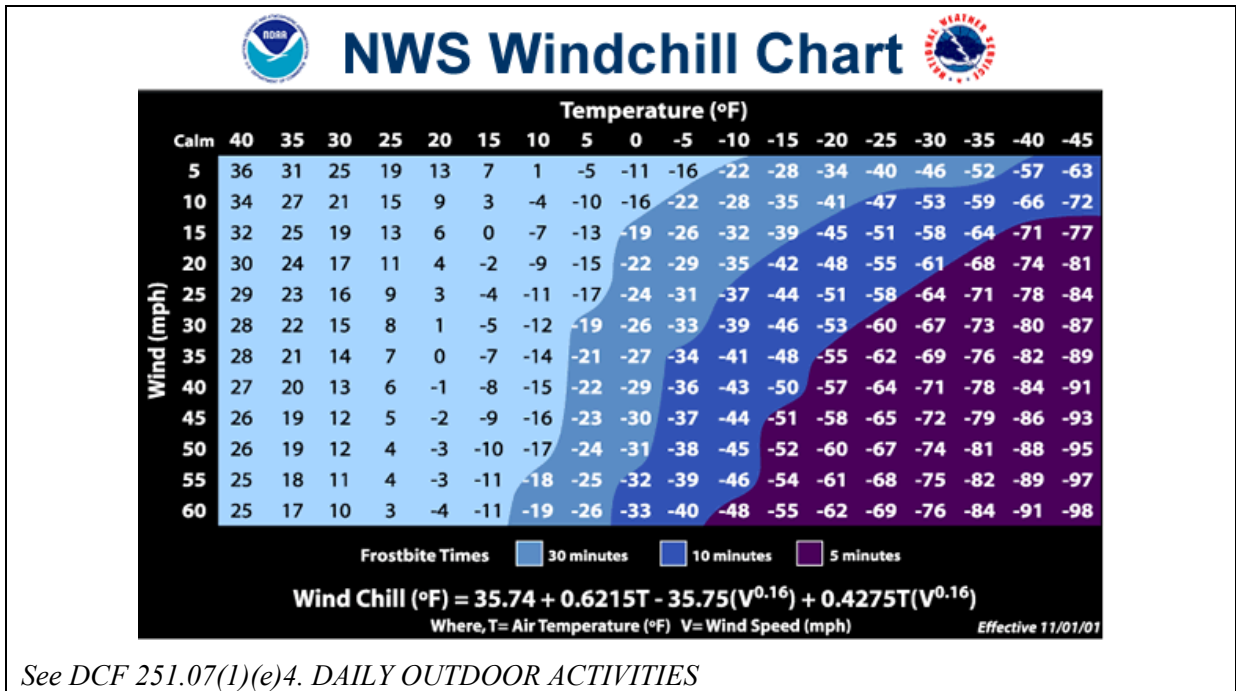 NOAA
NWS Windchill Chart
NATIONAL WEATHER SERVICE
Temperature (ºF)
Calm 40 35 30 25 20 15 10 5 0 -5 -10 -15 -20 -25 -30 -35 -40 -45
Wind (mph)
5 36 31 25 19 13 7 1 -5 -11 -16 -22 -28 -34 -40 -46 -52 -57 -63
10 34 27 21 15 9 3 -4 -10 -16 -22 -28 -35 -41 -47 -53 -59 -66 -72
15 32 25 19 13 6 0 -7 -13 -19 -26 -32 -39 -45 -51 -58 -64 -71 -77
20 30 24 17 11 4 -2 -9 -15 -22 -29 -35 -42 -48 -55 -61 -68 -74 -81
25 29 23 16 9 3 -4 -11 -17 -24 -31 -37 -44 -51 -58 -64 -71 -78 -84
30 28 22 15 8 1 -5 -12 -19 -26 -33 -39 -46 -53 -60 -67 -73 -80 -87
35 28 21 14 7 0 -7 -14 -21 -27 -34 -41 -48 -55 -62 -69 -76 -82 -89
40 27 20 13 6 -1 -8 -15 -22 -29 -36 -43 -50 -57 -64 -71 -78 -84 -91
45 26 19 12 5 -2 -9 -16 -23 -30 -37 -44 -51 -58 -65 -72 -79 -86 -93
50 26 19 12 4 -3 -10 -17 -24 -31 -38 -45 -52 -60 -67 -74 -81 -88 -95
55 25 18 11 4 -3 -11 -18 -25 -32 -39 -46 -54 -61 -68 -75 -82 -89 -97
60 25 17 10 3 -4 -11 -19 -26 -33 -40 -48 -55 -62 -69 -76 -84 -91 -98
Frostbite Times 30 minutes 10 minutes 5 minutes
Wind Chill (ºF) = 35.74 + 0.6215T - 35.75(V^0.16) + 0.4275T(V^0.16)
Where, T= Air Temperature (ºF) V= Wind Speed (mph)
Effective 11/01/01
See DCF 251.07(1)(e)4. DAILY OUTDOOR ACTIVITIES